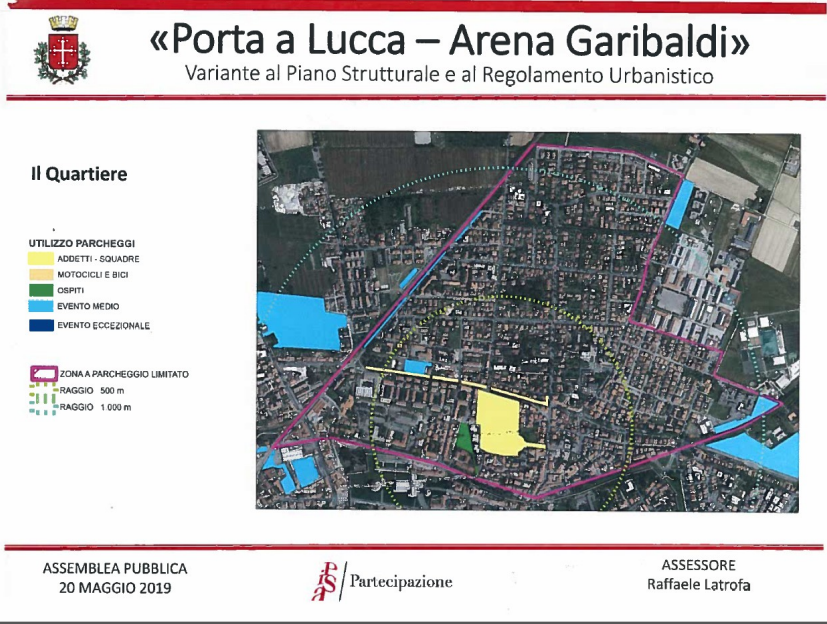 «Porta a Lucca – Arena Garibaldi»
Variante al Piano Strutturale e al Regolamento Urbanistico
Il Quartiere
UTILIZZO PARCHEGGI
ADDETTI - SQUADRE
MOTOCICLI E BICI
OSPITI
EVENTO MEDIO
EVENTO ECCEZIONALE
ZONA A PARCHEGGIO LIMITATO
RAGGIO 500 m
RAGGIO 1.000 m
ASSEMBLEA PUBBLICA
20 MAGGIO 2019
PISA
Partecipazione
ASSESSORE
Raffaele Latrofa